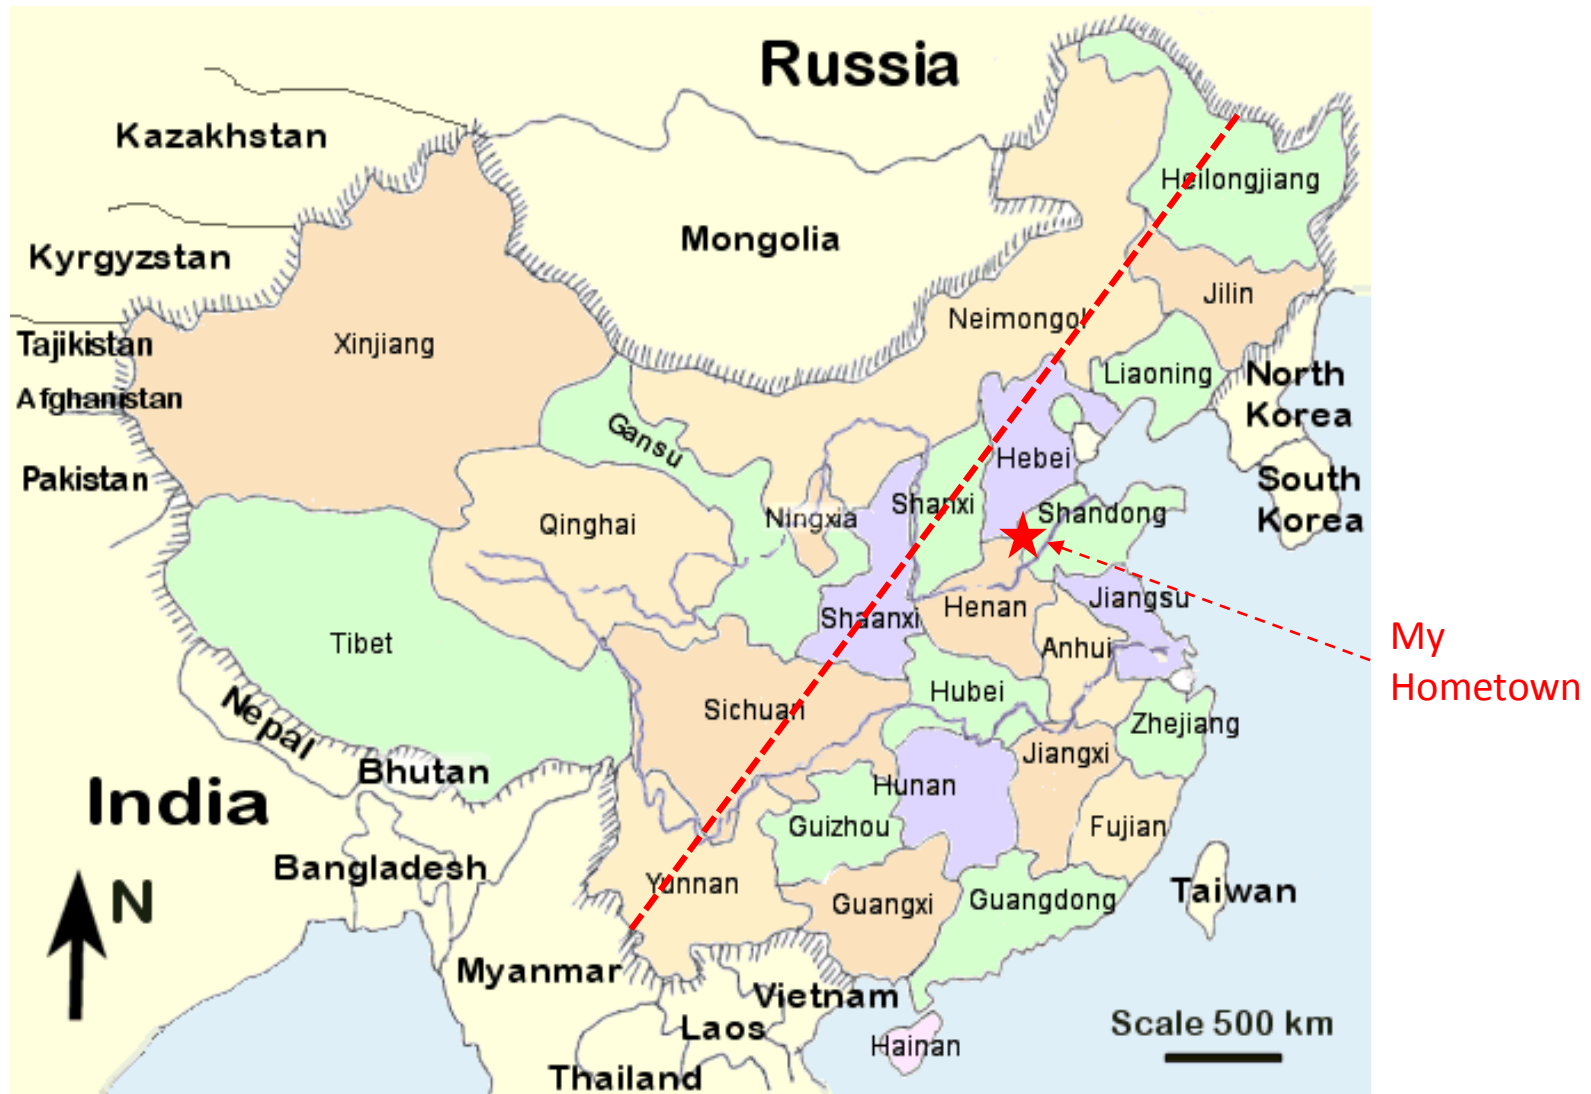 Russia
Kazakhstan
Heilongjiang
Mongolia
Kyrgyzstan
Jilin
Neimongol
Tajikistan
Xinjiang
Liaoning
North
Korea
Afghanistan
Gansu
Hebei
Pakistan
South
Korea
Shanxi
Shandong
Ningxia
Qinghai
Jiangsu
Henan
Shaanxi
My
Hometown
Tibet
Anhui
Hubei
Sichuan
Zhejiang
Nepal
Jiangxi
Bhutan
Hunan
India
Guizhou
Fujian
Bangladesh
Yunnan
Taiwan
Guangdong
Guangxi
N
Myanmar
Vietnam
Scale 500 km
Laos
Hainan
Thailand